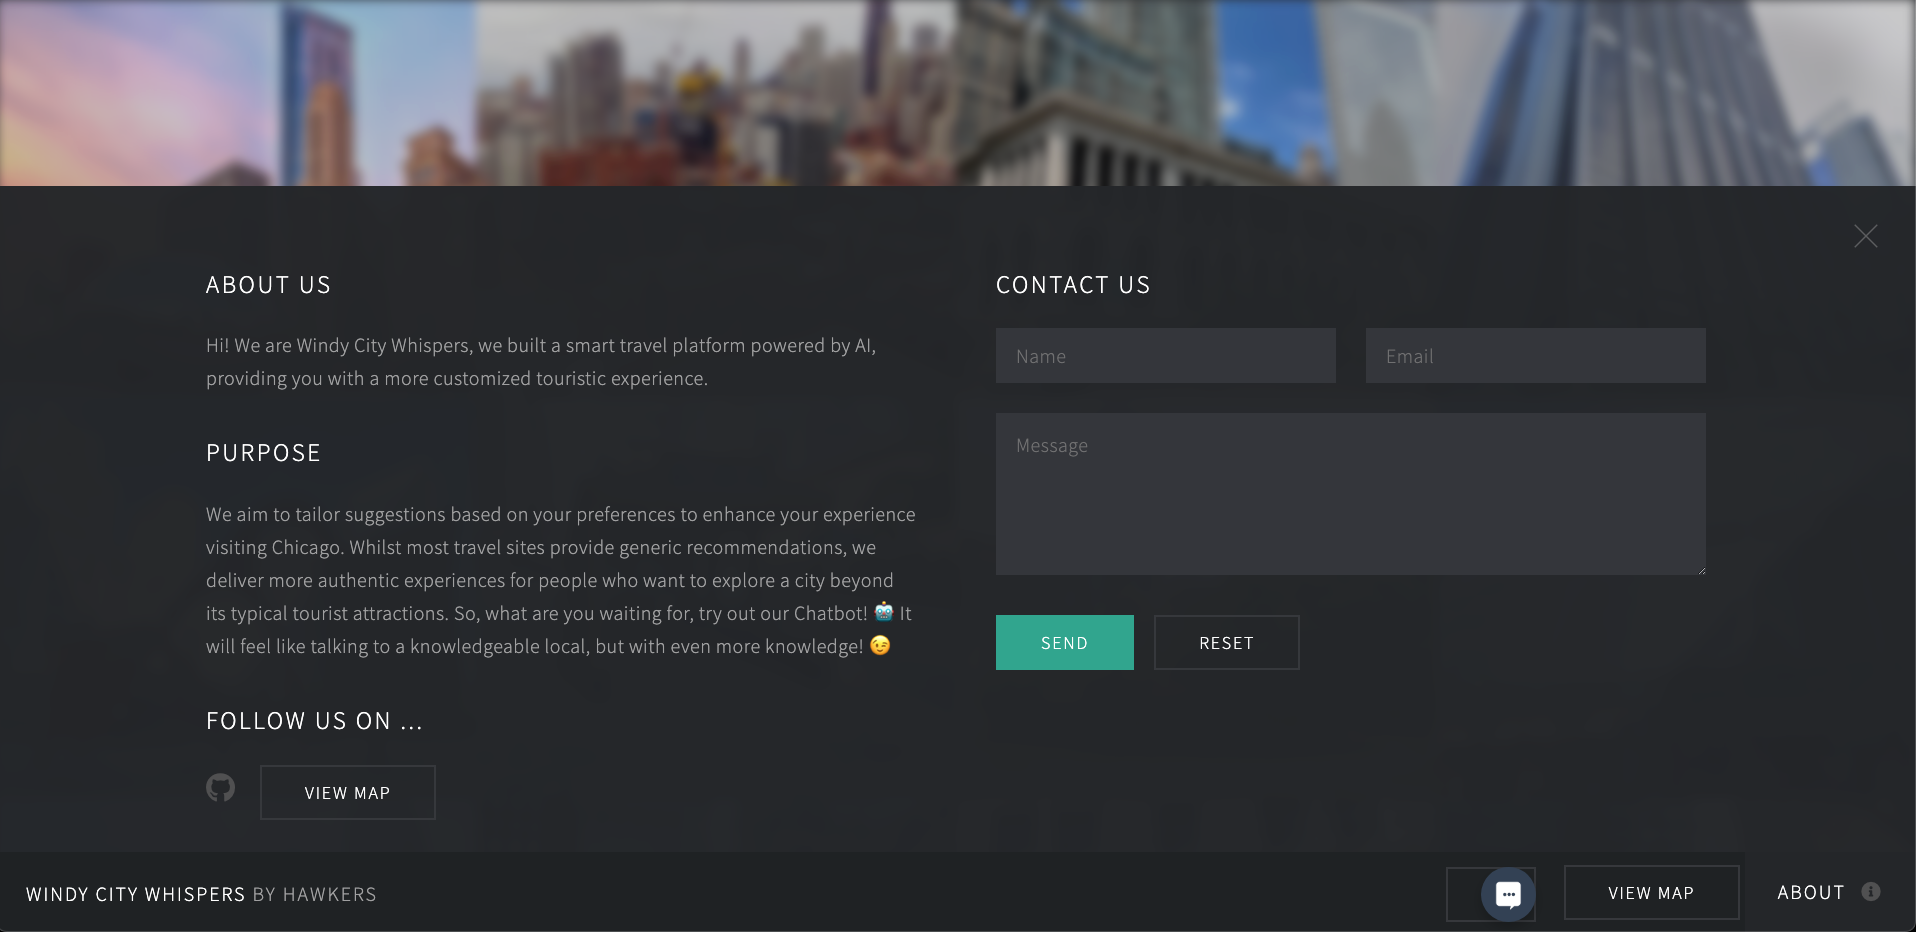 ABOUT US
Hi! We are Windy City Whispers, we built a smart travel platform powered by AI,
providing you with a more customized touristic experience.
PURPOSE
We aim to tailor suggestions based on your preferences to enhance your experience
visiting Chicago. Whilst most travel sites provide generic recommendations, we
deliver more authentic experiences for people who want to explore a city beyond
its typical tourist attractions. So, what are you waiting for, try out our Chatbot! 🤖 It
will feel like talking to a knowledgeable local, but with even more knowledge! 😉
FOLLOW US ON ...
VIEW MAP
CONTACT US
Name
Email
Message
SEND
RESET
WINDY CITY WHISPERS BY HAWKERS
VIEW MAP
ABOUT